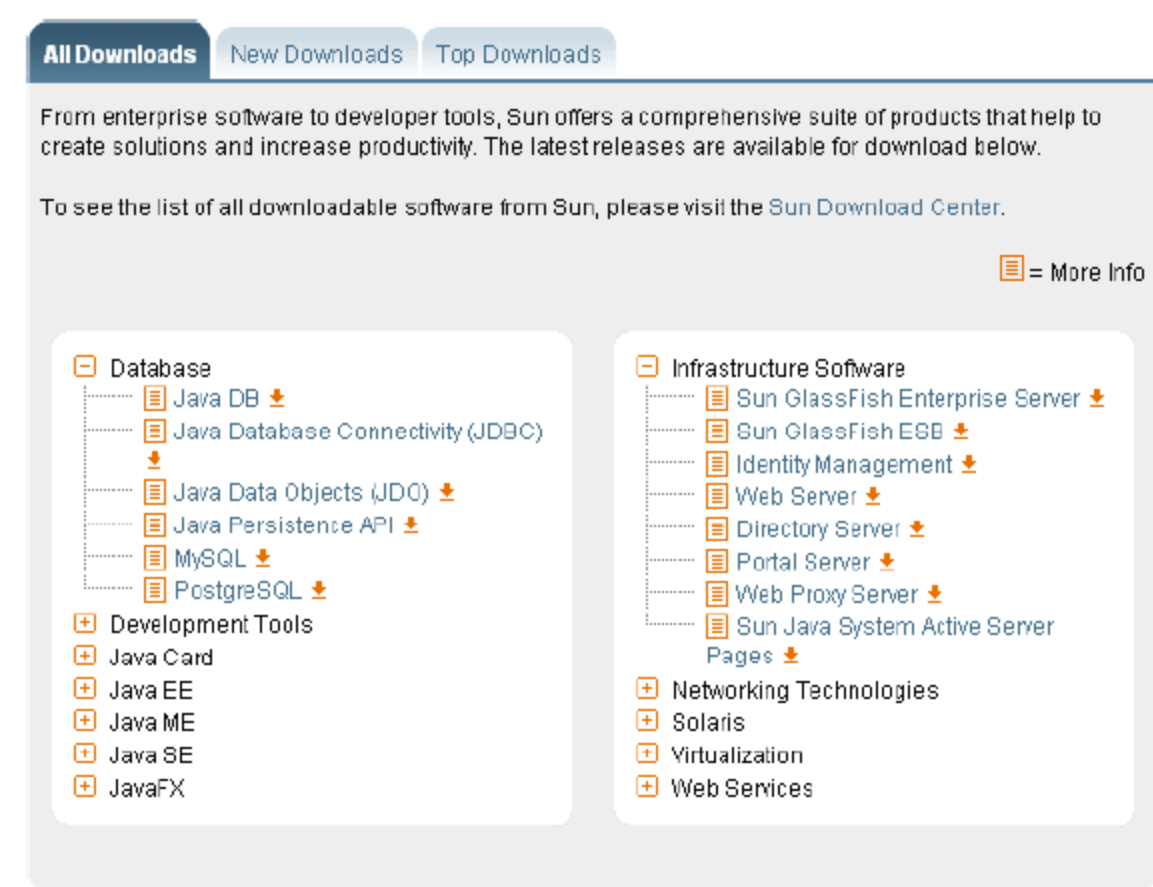 All Downloads New Downloads Top Downloads
From enterprise software to developer tools, Sun offers a comprehensive suite of products that help to
create solutions and increase productivity. The latest releases are available for download below.
To see the list of all downloadable software from Sun, please visit the Sun Download Center.
= More Info
Database
Java DB
Java Database Connectivity (JDBC)
Java Data Objects (JDO)
Java Persistence API
MySQL
PostgreSQL
Development Tools
Java Card
Java EE
Java ME
Java SE
JavaFX
Infrastructure Software
Sun GlassFish Enterprise Server
Sun GlassFish ESB
Identity Management
Web Server
Directory Server
Portal Server
Web Proxy Server
Sun Java System Active Server
Pages
Networking Technologies
Solaris
Virtualization
Web Services